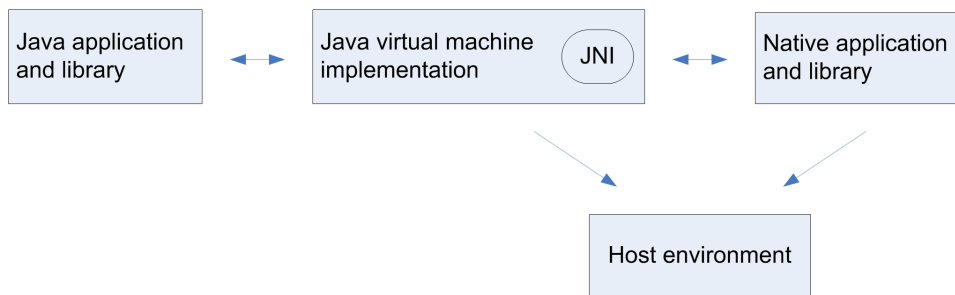 Java application
and library
Java virtual machine
implementation
JNI
Native application
and library
Host environment